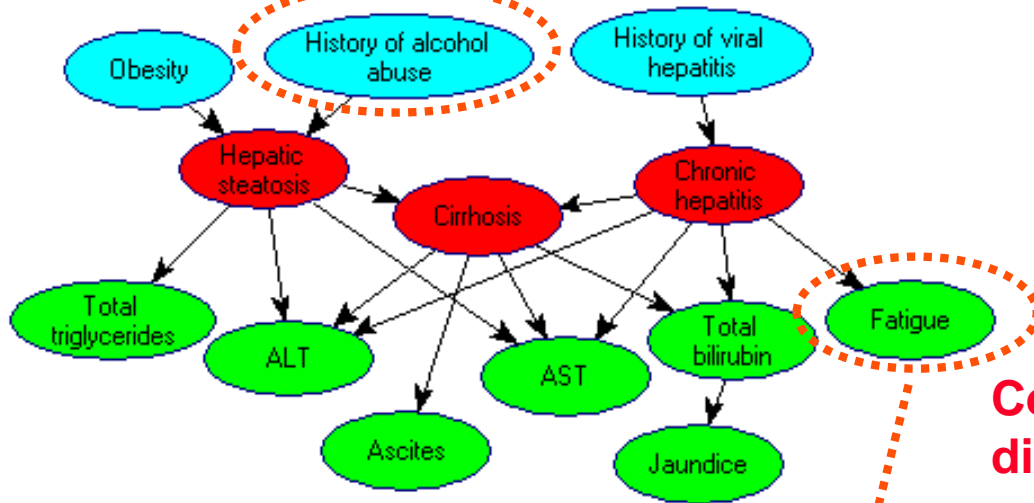 Obesity
History of alcohol
abuse
History of viral
hepatitis
Hepatic
steatosis
Cirrhosis
Chronic
hepatitis
Total
triglycerides
ALT
AST
Total
bilirubin
Fatigue
Ascites
Jaundice
di